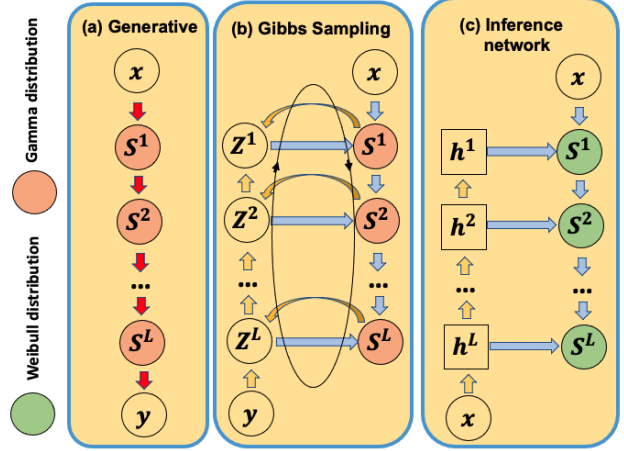 Gamma distribution
Weibull distribution
(a) Generative
x
S¹
S²
...
Sᴸ
y
(b) Gibbs Sampling
x
Z¹ S¹
Z² S²
... ...
Zᴸ Sᴸ
y
(c) Inference
network
x
h¹ S¹
h² S²
... ...
hᴸ Sᴸ
x